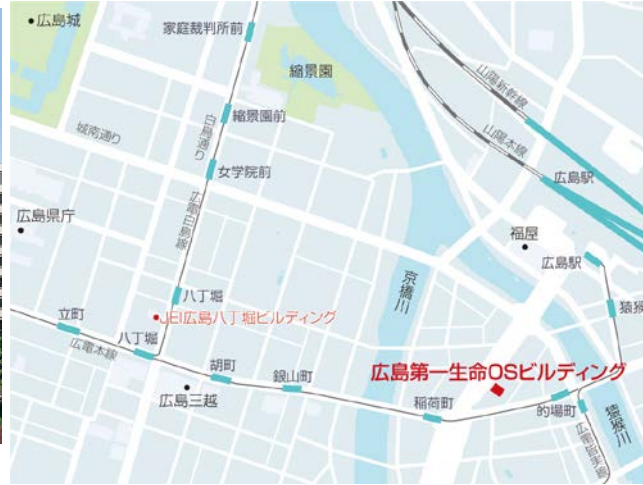 広島城
家庭裁判所前
縮景園
山陽新幹線
縮景園前
白島通り
城南通り
山陽本線
女学院前
広島駅
広島県庁
広電白島線
福屋
広島駅
京橋川
八丁堀
JEI広島八丁堀ビルディング
猿猴
立町
八丁堀
広電本線
胡町
銀山町
広島第一生命OSビルディング
広島三越
稲荷町
的場町
猿猴川
広電皆実線